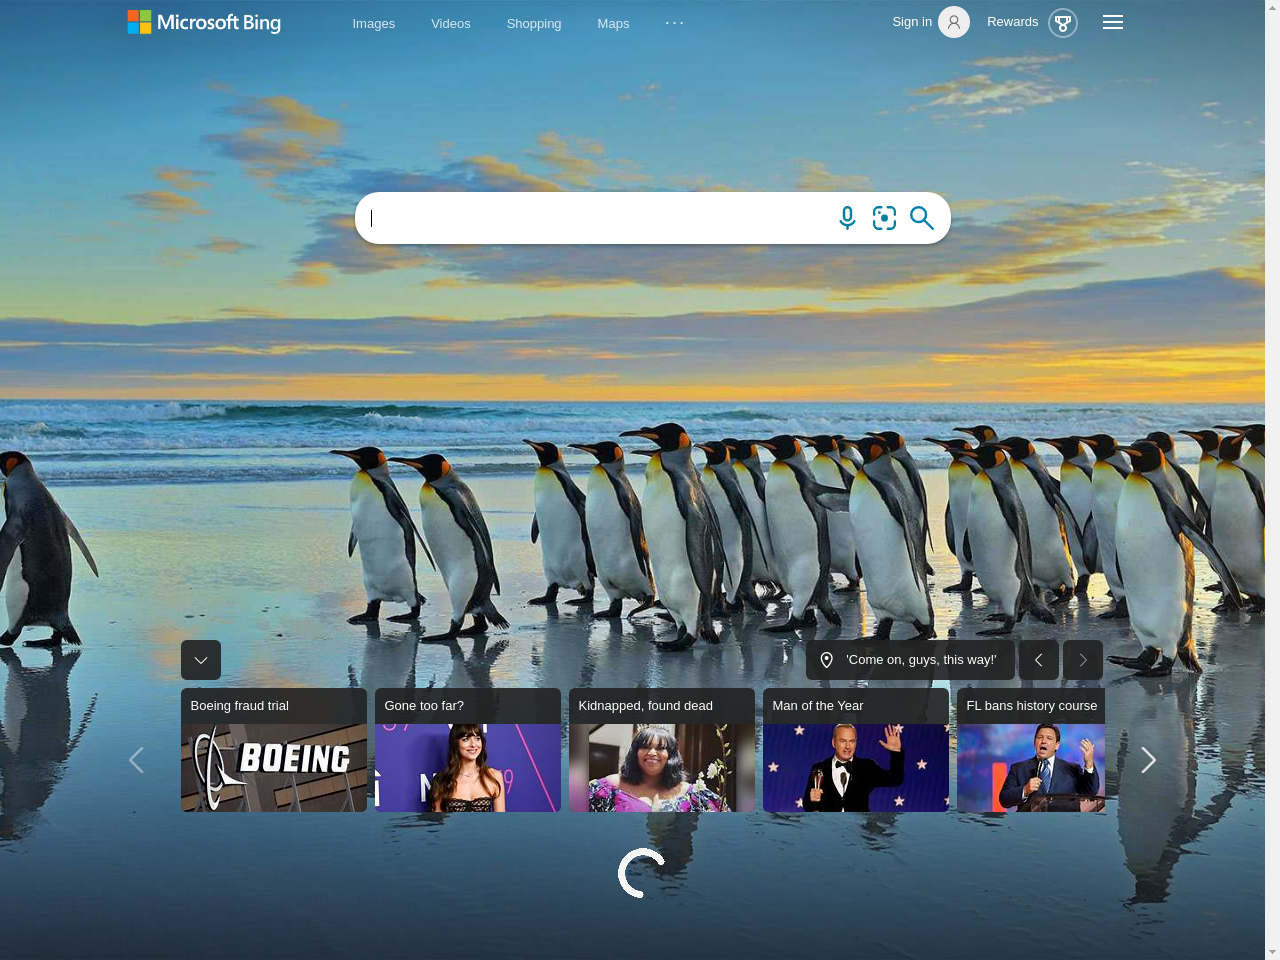 Microsoft Bing
Images
Videos
Shopping
Maps
Sign in
Rewards
'Come on, guys, this way!'
Boeing fraud trial
Gone too far?
Kidnapped, found dead
Man of the Year
FL bans history course
BOEING